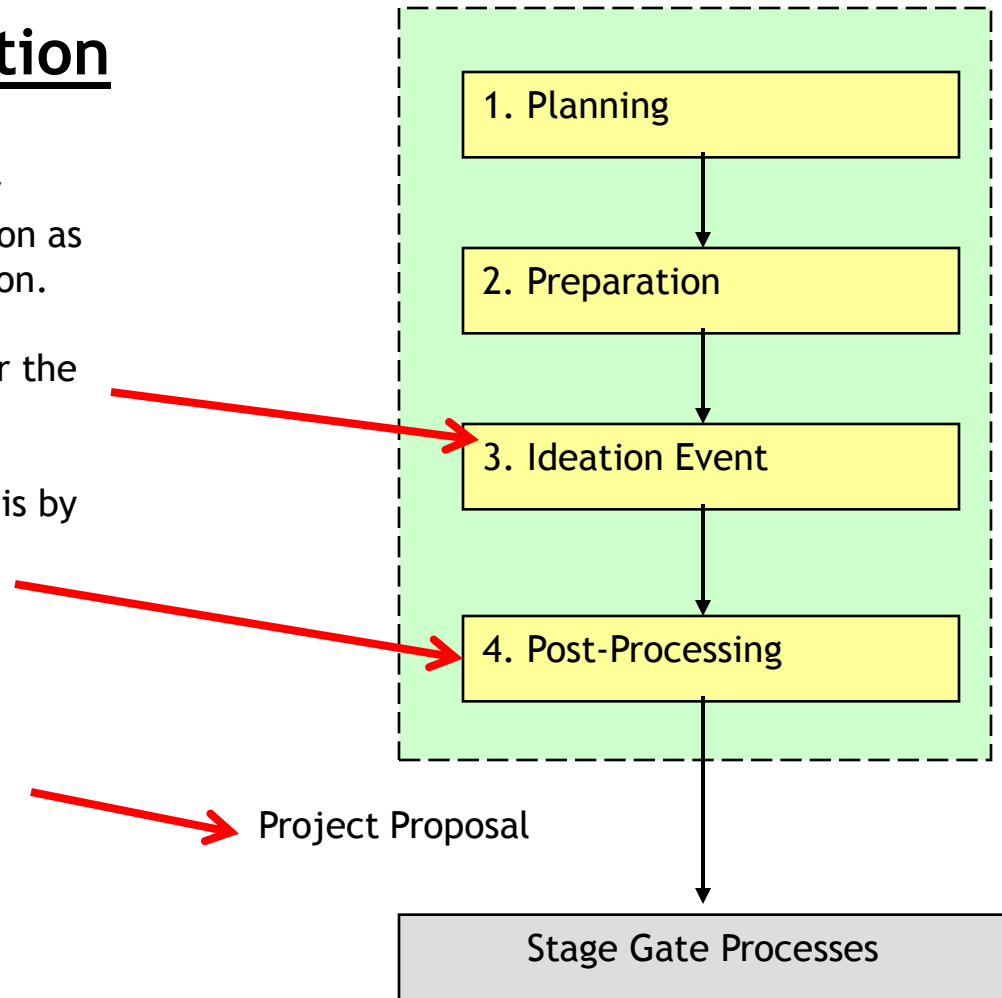 tion
on as
on.
r the
is by
1. Planning
2. Preparation
3. Ideation Event
4. Post-Processing
Project Proposal
Stage Gate Processes